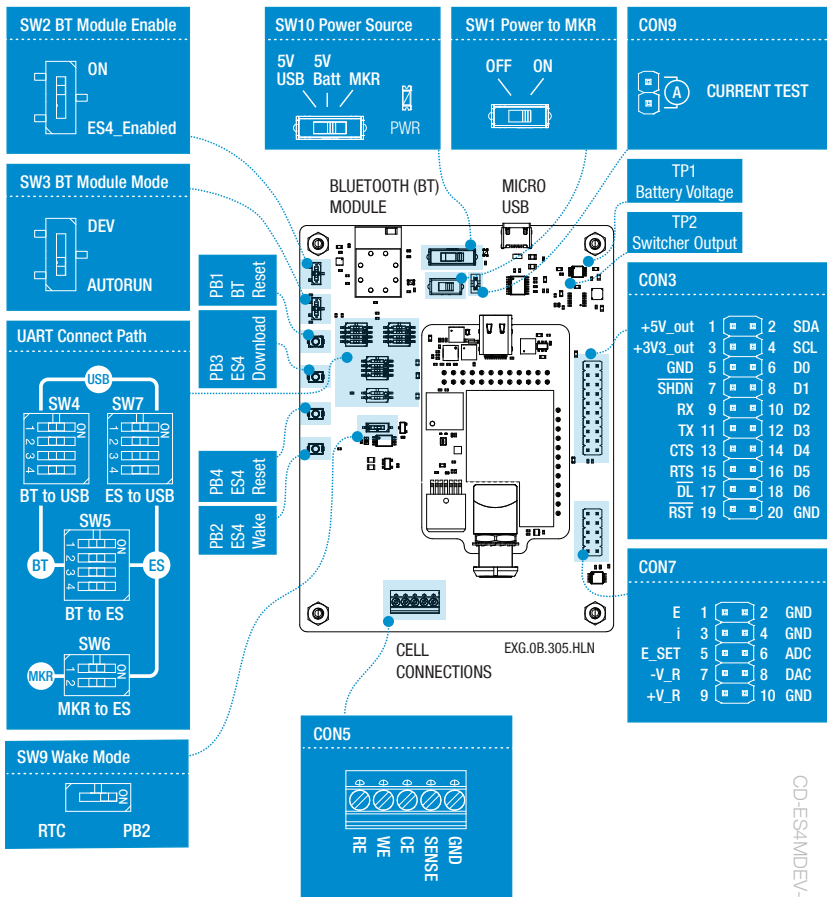 SW2 BT Module Enable
ON
ES4_Enabled
SW10 Power Source
5V 5V
USB Batt MKR
PWR
SW1 Power to MKR
OFF ON
CON9
A CURRENT TEST
SW3 BT Module Mode
DEV
AUTORUN
BLUETOOTH (BT)
MODULE
MICRO
USB
TP1
Battery Voltage
TP2
Switcher Output
PB1
BT
Reset
PB3
ES4
Download
PB4
ES4
Reset
PB2
ES4
Wake
UART Connect Path
USB
SW4 SW7
1 2 3 4 ON
1 2 3 4 ON
BT to USB ES to USB
SW5
BT 1 2 3 4 ON ES
BT to ES
SW6
MKR 1 2 ON
MKR to ES
CON3
+5V_out 1 2 SDA
+3V3_out 3 4 SCL
GND 5 6 D0
SHDN 7 8 D1
RX 9 10 D2
TX 11 12 D3
CTS 13 14 D4
RTS 15 16 D5
DL 17 18 D6
RST 19 20 GND
CON7
E 1 2 GND
i 3 4 GND
E_SET 5 6 ADC
-V_R 7 8 DAC
+V_R 9 10 GND
CELL
CONNECTIONS
EXG.0B.305.HLN
SW9 Wake Mode
ON
RTC PB2
CON5
RE
WE
CE
SENSE
GND
CD-ES4MDEV-